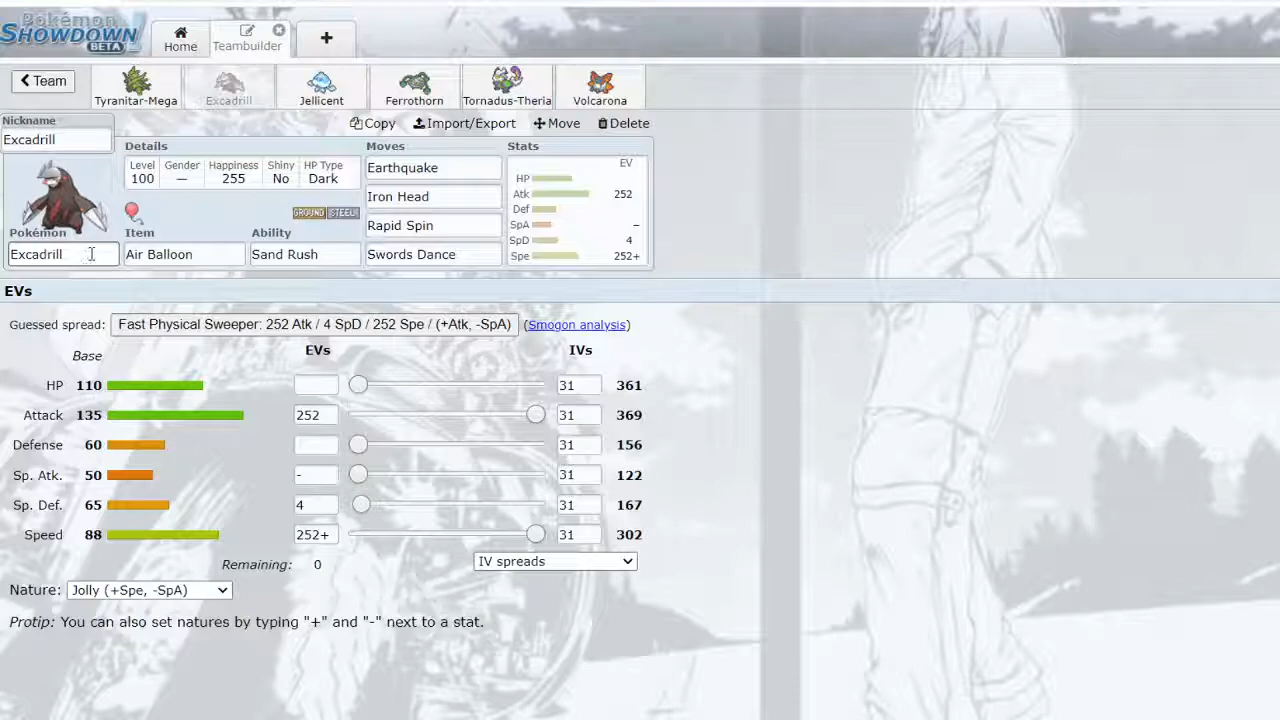 Pokémon
SHOWDOWN!
BETA
Home
Teambuilder
+
Team
Tyranitar-Mega
Excadrill
Jellicent
Ferrothorn
Tornadus-Theria
Volcarona
Nickname
Excadrill
Copy
Import/Export
Move
Delete
Details
Moves
Stats
Level
Gender
Happiness
Shiny
HP Type
100
—
255
No
Dark
Earthquake
Iron Head
Rapid Spin
Swords Dance
EV
HP
Atk 252
Def
SpA –
SpD 4
Spe 252+
GROUND STEEL
Pokémon
Item
Ability
Excadrill
Air Balloon
Sand Rush
EVs
Guessed spread: Fast Physical Sweeper: 252 Atk / 4 SpD / 252 Spe / (+Atk, -SpA) (Smogon analysis)
Base EVs IVs
HP 110 31 361
Attack 135 252 31 369
Defense 60 31 156
Sp. Atk. 50 - 31 122
Sp. Def. 65 4 31 167
Speed 88 252+ 31 302
Remaining: 0
IV spreads
Nature: Jolly (+Spe, -SpA)
Protip: You can also set natures by typing "+" and "-" next to a stat.